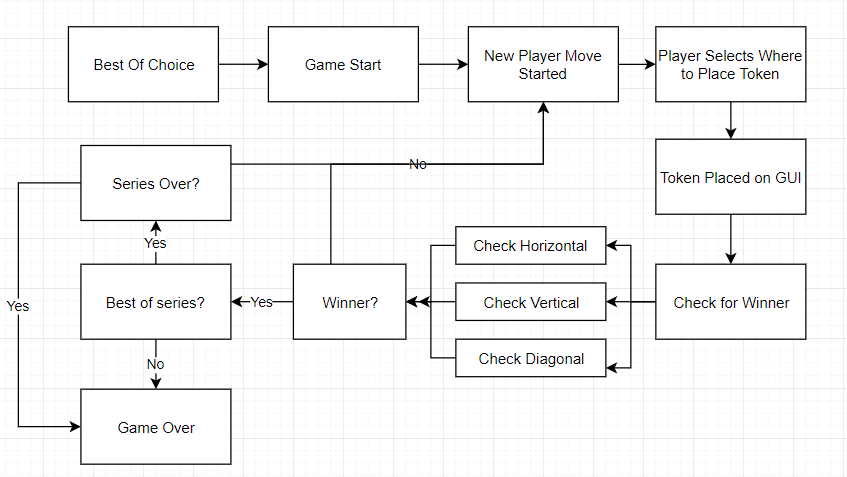 Best Of Choice
Game Start
New Player Move
Started
Player Selects Where
to Place Token
No
Series Over?
Token Placed on GUI
Yes
Check Horizontal
Yes
Best of series?
Yes
Winner?
Check Vertical
Check for Winner
No
Check Diagonal
Game Over